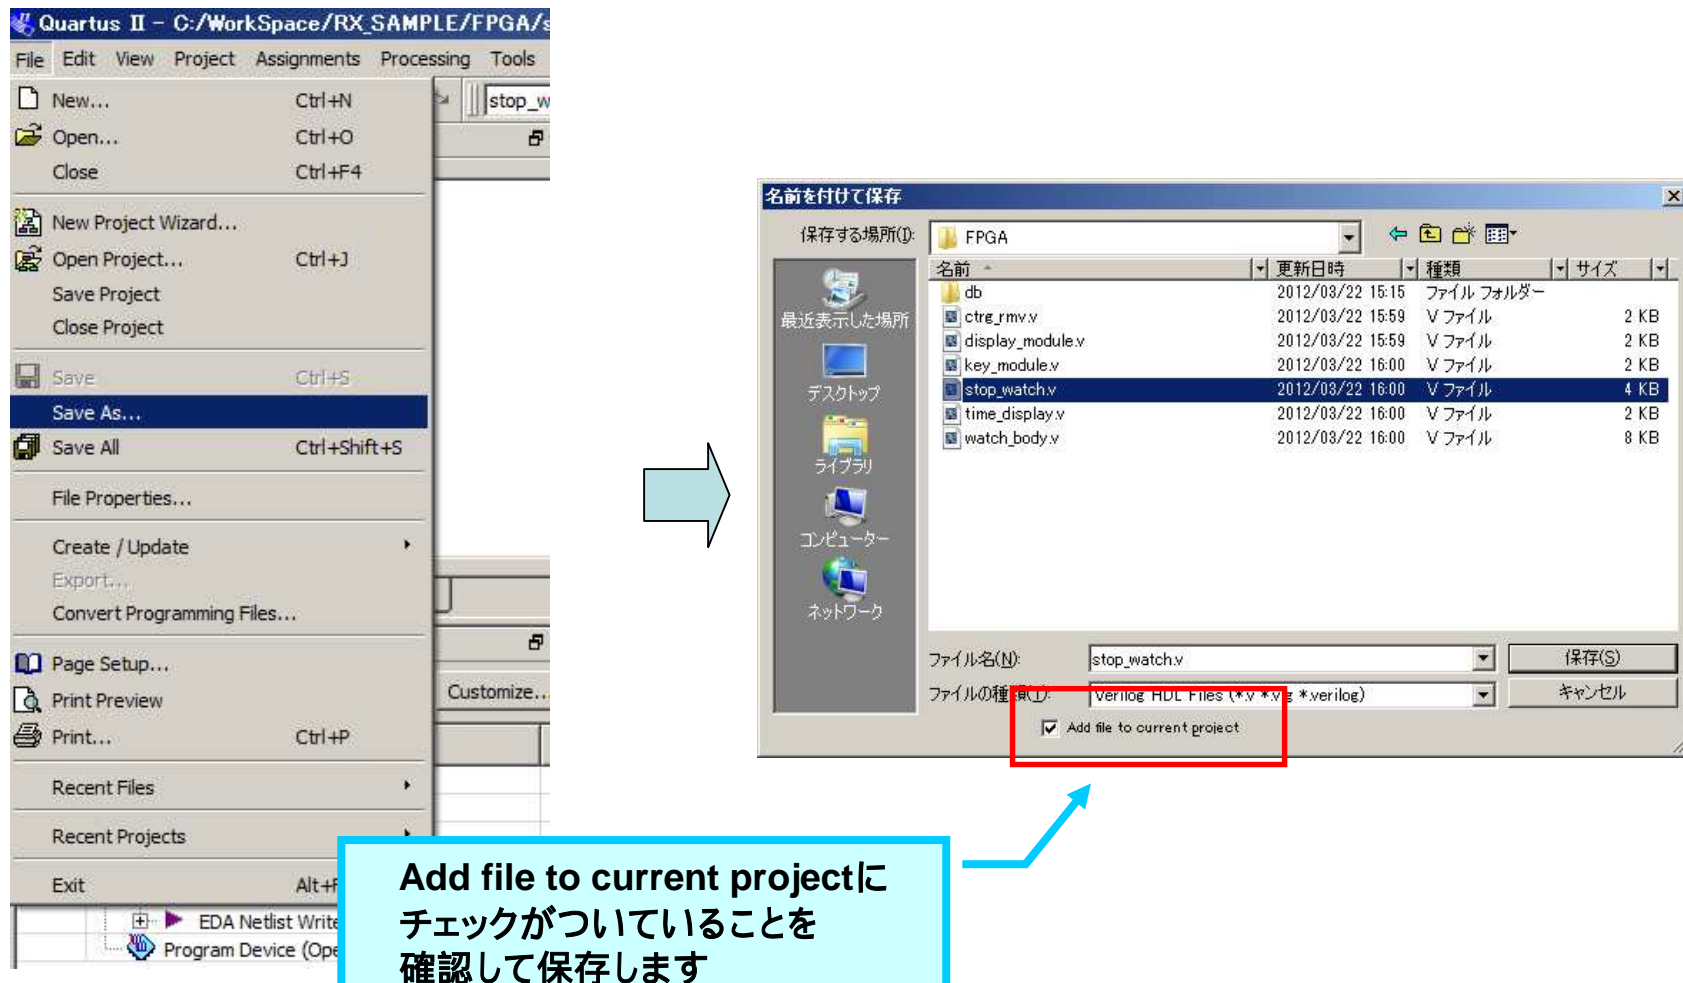 Quartus II - C:/WorkSpace/RX_SAMPLE/FPGA/s
File Edit View Project Assignments Processing Tools
New... Ctrl+N
stop_w
Open... Ctrl+O
Close Ctrl+F4
New Project Wizard...
Open Project... Ctrl+J
Save Project
Close Project
Save Ctrl+S
Save As...
Save All Ctrl+Shift+S
File Properties...
Create / Update
Export...
Convert Programming Files...
Page Setup...
Customize...
Print Preview
Print... Ctrl+P
Recent Files
Recent Projects
Exit Alt+F
EDA Netlist Write
Program Device (Ope
名前を付けて保存
保存する場所(I): FPGA
名前 更新日時 種類 サイズ
db 2012/03/22 15:15 ファイル フォルダー
ctrg_rmv.v 2012/03/22 15:59 V ファイル 2 KB
display_module.v 2012/03/22 15:59 V ファイル 2 KB
key_module.v 2012/03/22 16:00 V ファイル 2 KB
stop_watch.v 2012/03/22 16:00 V ファイル 4 KB
time_display.v 2012/03/22 16:00 V ファイル 2 KB
watch_body.v 2012/03/22 16:00 V ファイル 8 KB
最近表示した場所
デスクトップ
ライブラリ
コンピューター
ネットワーク
ファイル名(N): stop_watch.v 保存(S)
ファイルの種類(T): Verilog HDL Files (*.v *.vlg *.verilog) キャンセル
Add file to current project
Add file to current projectに
チェックがついていることを
確認して保存します